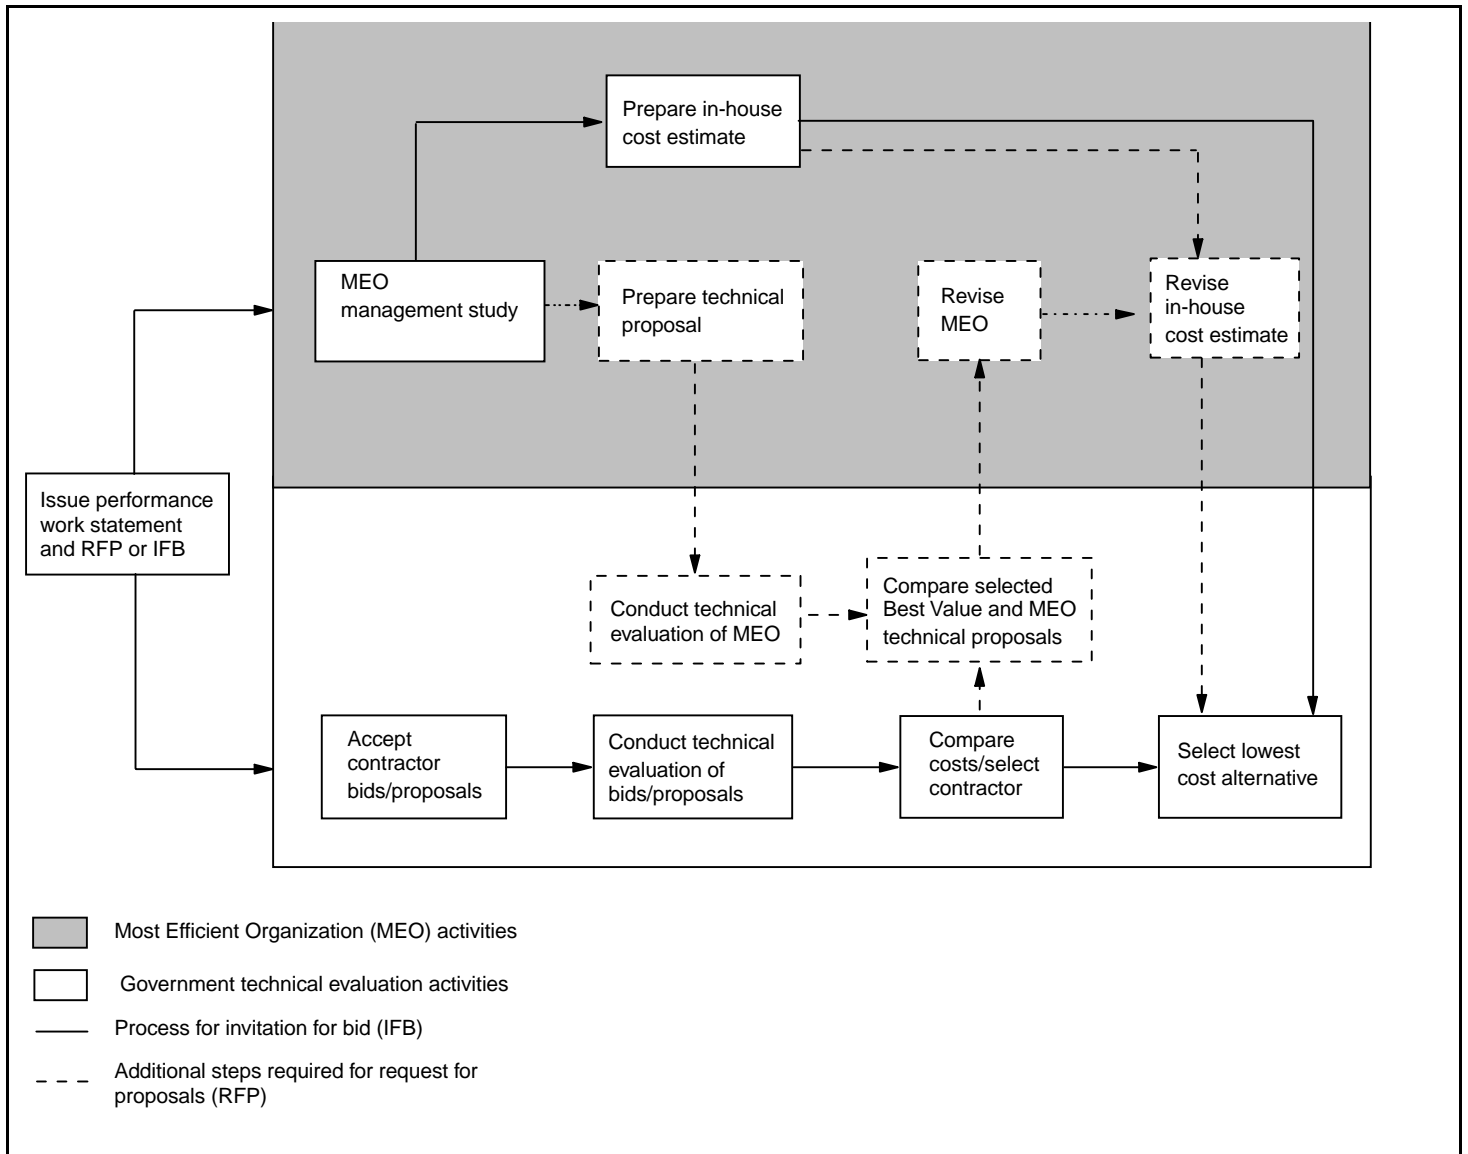 Prepare in-house
cost estimate
MEO
management study
Prepare technical
proposal
Revise
MEO
Revise
in-house
cost estimate
Issue performance
work statement
and RFP or IFB
Conduct technical
evaluation of MEO
Compare selected
Best Value and MEO
technical proposals
Accept
contractor
bids/proposals
Conduct technical
evaluation of
bids/proposals
Compare
costs/select
contractor
Select lowest
cost alternative
Most Efficient Organization (MEO) activities
Government technical evaluation activities
Process for invitation for bid (IFB)
Additional steps required for request for
proposals (RFP)